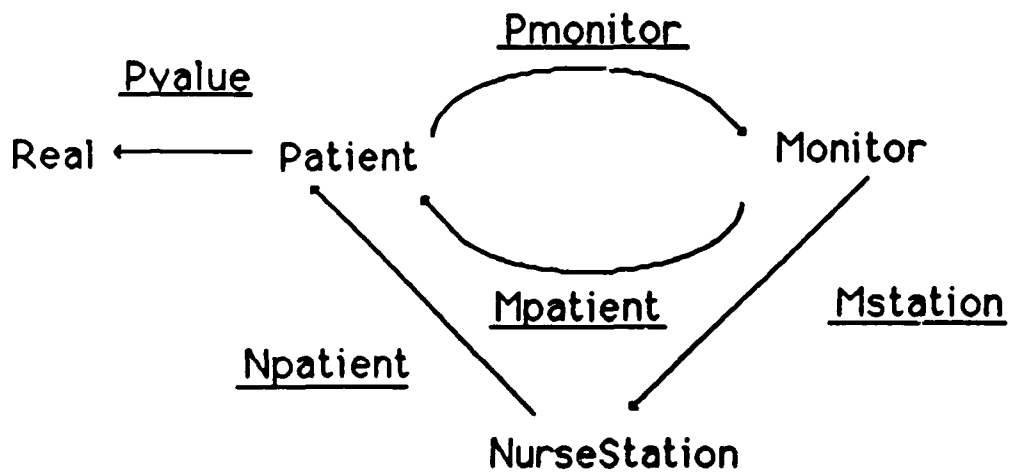 Pmonitor
Pvalue
Real
Patient
Monitor
Mpatient
Mstation
Npatient
NurseStation